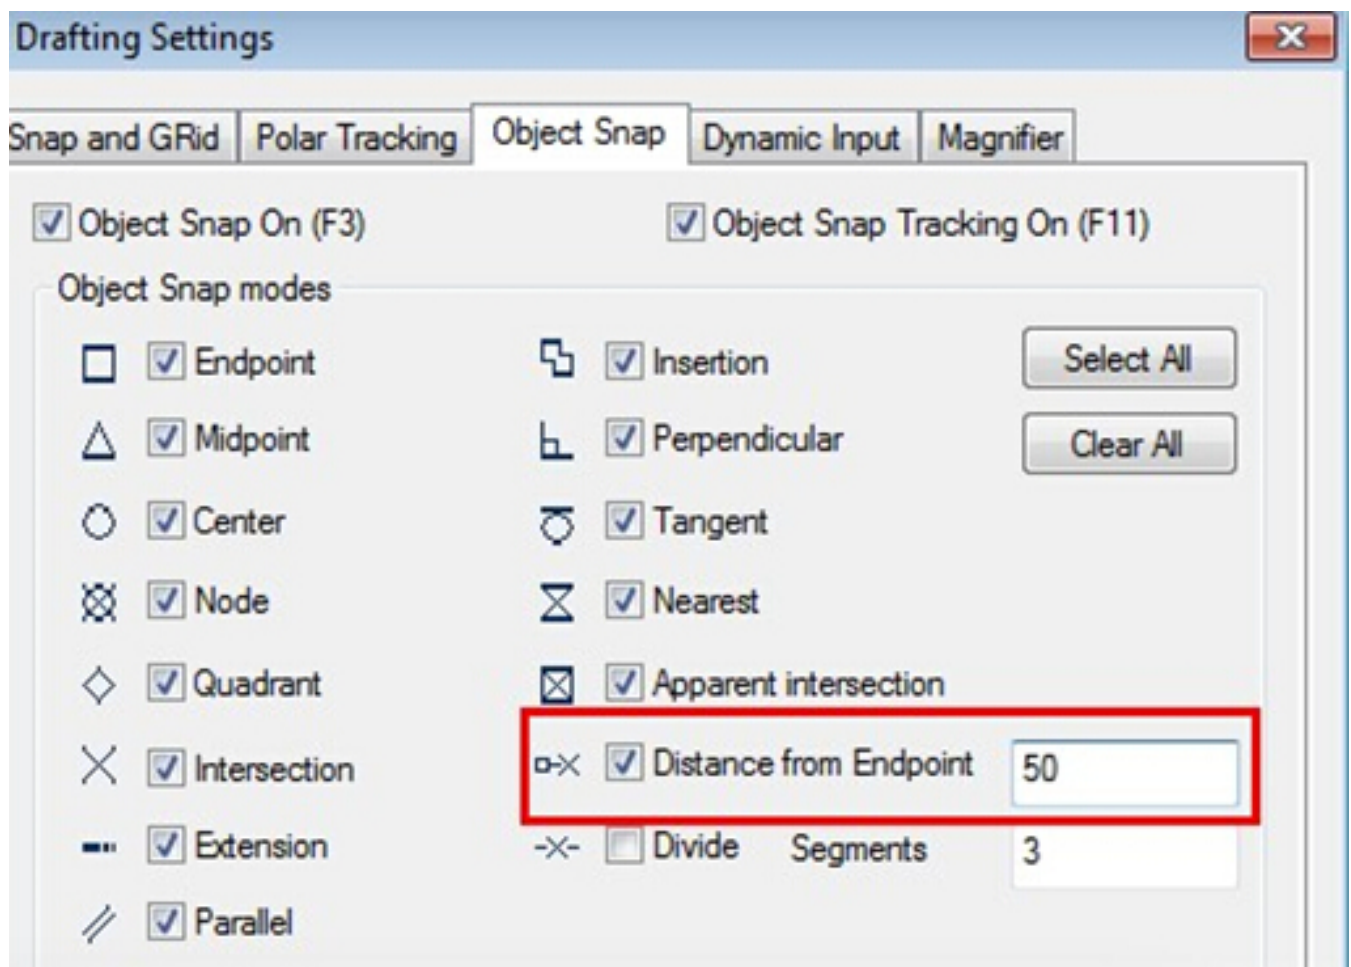 Drafting Settings
Snap and GRid Polar Tracking Object Snap Dynamic Input Magnifier
Object Snap On (F3) Object Snap Tracking On (F11)
Object Snap modes
Endpoint Insertion Select All
Midpoint Perpendicular Clear All
Center Tangent
Node Nearest
Quadrant Apparent intersection
Intersection Distance from Endpoint 50
Extension Divide Segments 3
Parallel